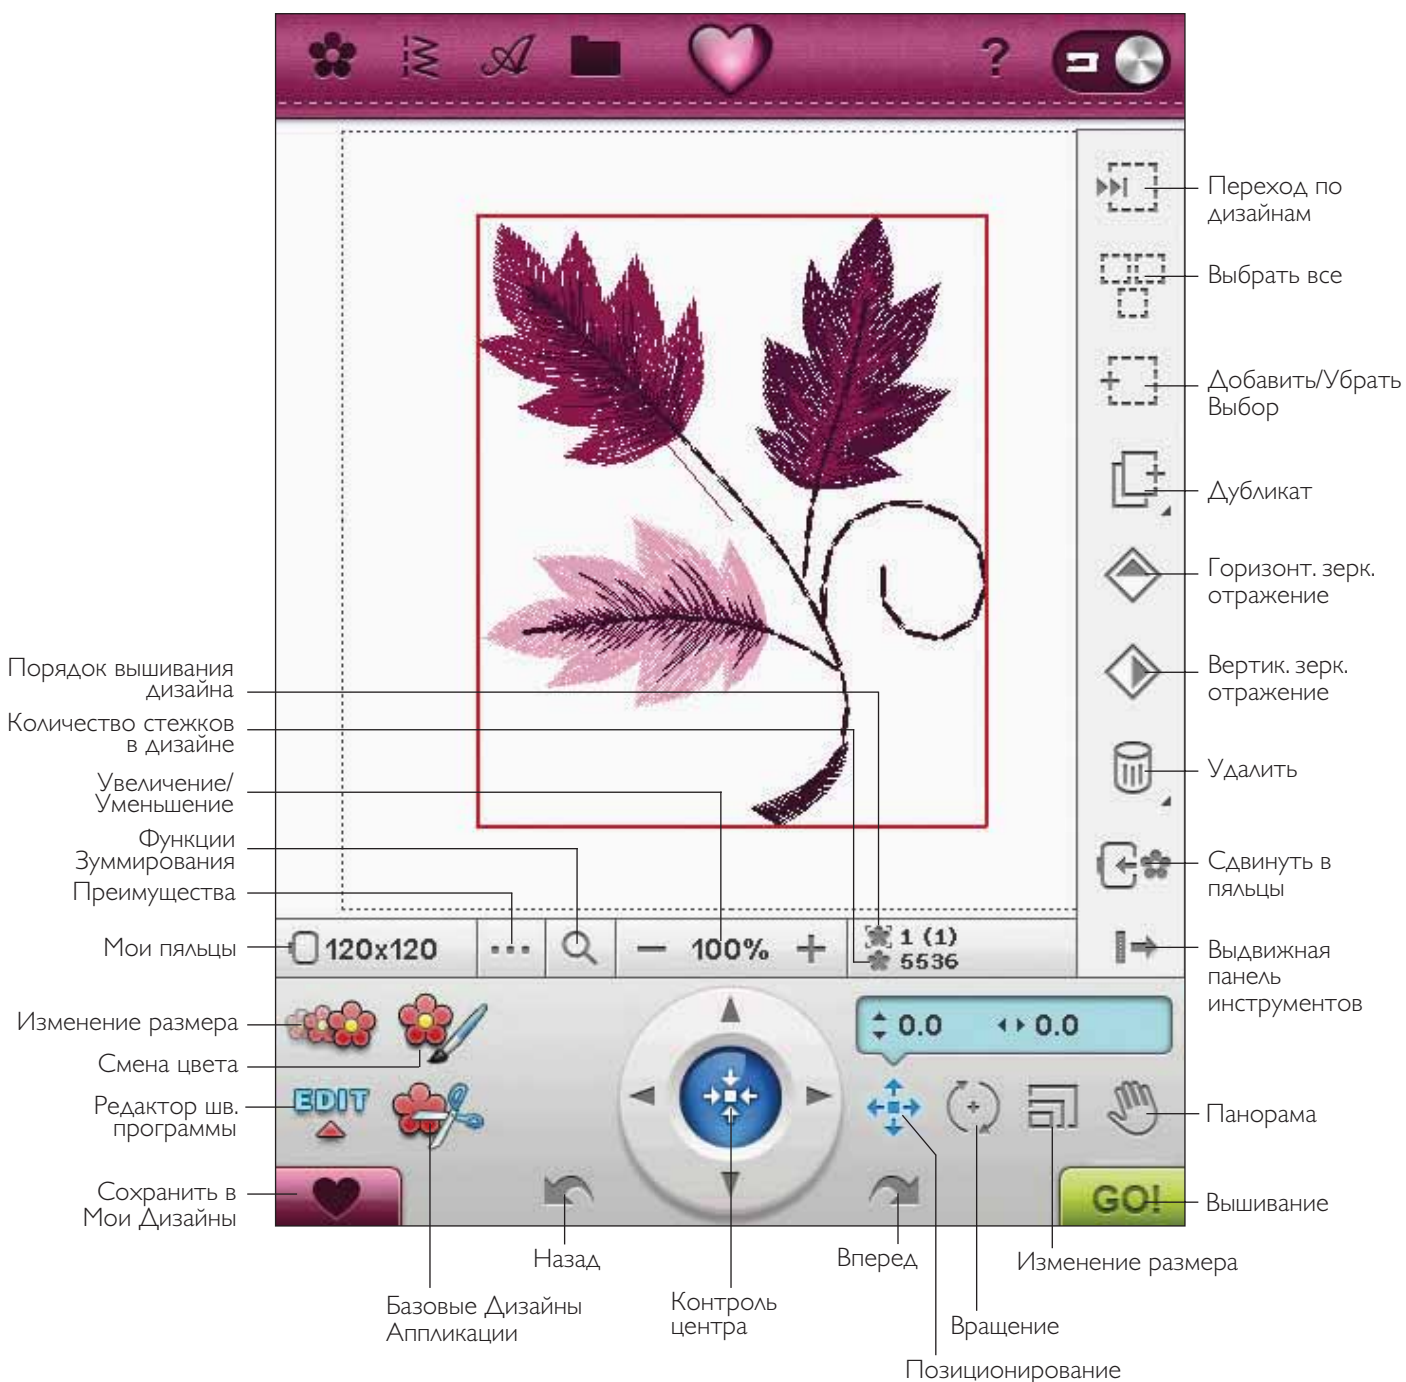 ?
Переход по
дизайнам
Выбрать все
Добавить/Убрать
Выбор
Дубликат
Горизонт. зерк.
отражение
Вертик. зерк.
отражение
Удалить
Сдвинуть в
пяльцы
Выдвижная
панель
инструментов
Порядок вышивания
дизайна
Количество стежков
в дизайне
Увеличение/
Уменьшение
Функции
Зуммирования
Преимущества
Мои пяльцы
120x120
100%
1 (1)
5536
Изменение размера
Смена цвета
Редактор шв.
программы
EDIT
Сохранить в
Мои Дизайны
0.0 0.0
Панорама
GO!
Вышивание
Назад
Вперед
Изменение размера
Базовые Дизайны
Аппликации
Контроль
центра
Вращение
Позиционирование